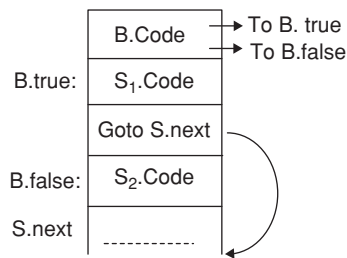 B.Code
To B. true
To B.false
B.true:
S₁.Code
Goto S.next
B.false:
S₂.Code
S.next